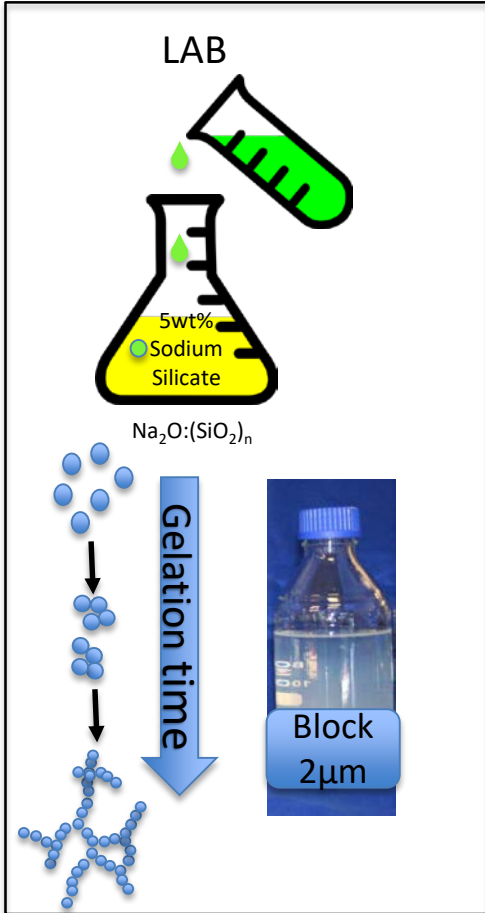 LAB
5wt%
Sodium
Silicate
Na₂O:(SiO₂)ₙ
Gelation time
Block
2μm